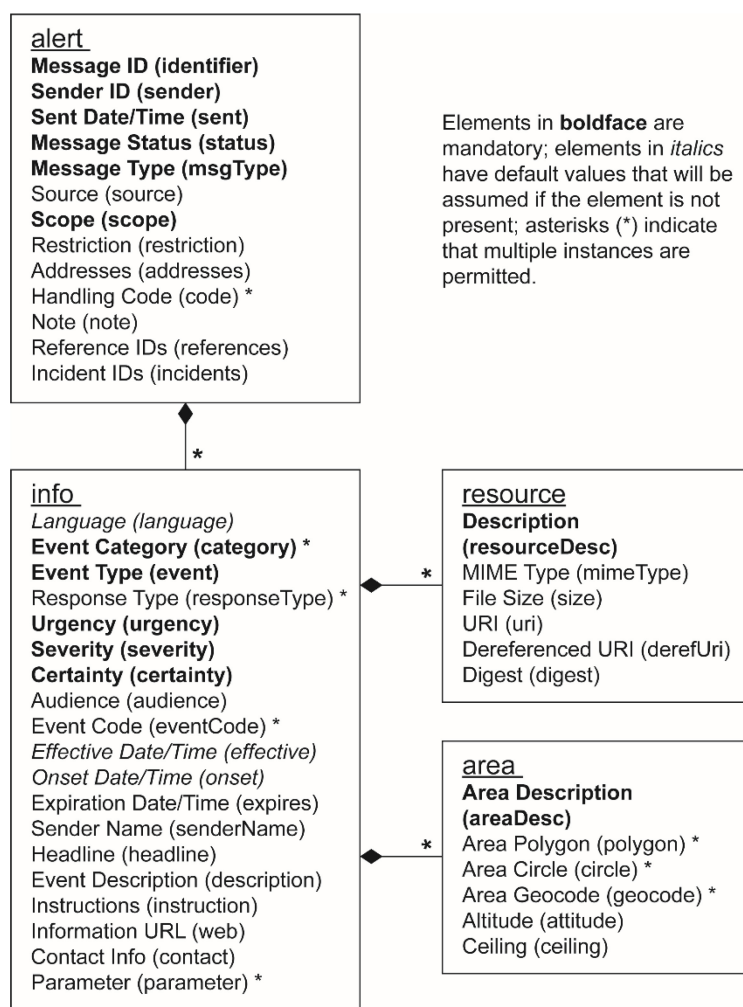 alert
Message ID (identifier)
Sender ID (sender)
Sent Date/Time (sent)
Message Status (status)
Message Type (msgType)
Source (source)
Scope (scope)
Restriction (restriction)
Addresses (addresses)
Handling Code (code) *
Note (note)
Reference IDs (references)
Incident IDs (incidents)
Elements in boldface are
mandatory; elements in italics
have default values that will be
assumed if the element is not
present; asterisks (*) indicate
that multiple instances are
permitted.
*
info
Language (language)
Event Category (category) *
Event Type (event)
Response Type (responseType) *
Urgency (urgency)
Severity (severity)
Certainty (certainty)
Audience (audience)
Event Code (eventCode) *
Effective Date/Time (effective)
Onset Date/Time (onset)
Expiration Date/Time (expires)
Sender Name (senderName)
Headline (headline)
Event Description (description)
Instructions (instruction)
Information URL (web)
Contact Info (contact)
Parameter (parameter) *
*
resource
Description
(resourceDesc)
MIME Type (mimeType)
File Size (size)
URI (uri)
Dereferenced URI (derefUri)
Digest (digest)
*
area
Area Description
(areaDesc)
Area Polygon (polygon) *
Area Circle (circle) *
Area Geocode (geocode) *
Altitude (attitude)
Ceiling (ceiling)